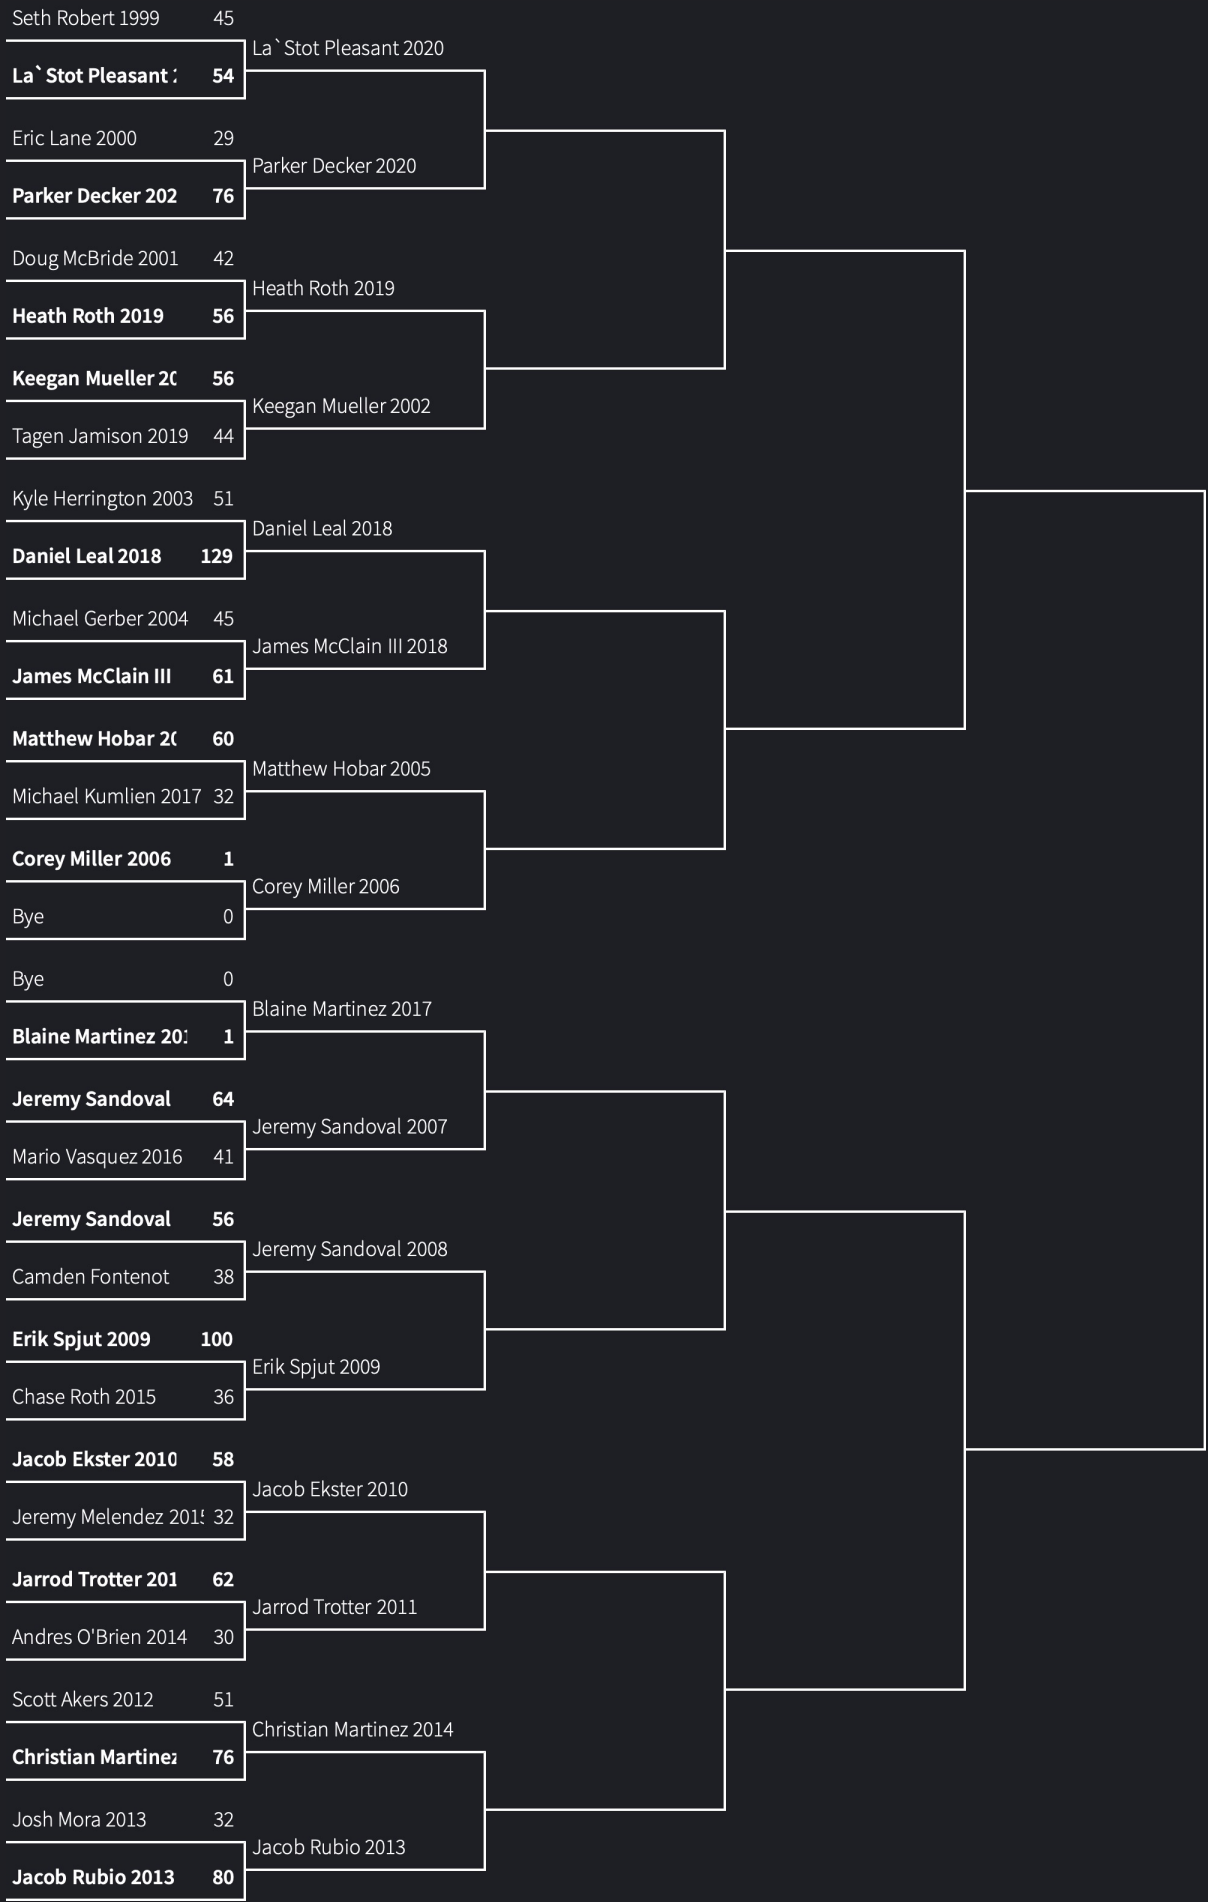 Seth Robert 1999 45
La`Stot Pleasant 54
La`Stot Pleasant 2020
Eric Lane 2000 29
Parker Decker 202 76
Parker Decker 2020
Doug McBride 2001 42
Heath Roth 2019 56
Heath Roth 2019
Keegan Mueller 20 56
Tagen Jamison 2019 44
Keegan Mueller 2002
Kyle Herrington 2003 51
Daniel Leal 2018 129
Daniel Leal 2018
Michael Gerber 2004 45
James McClain III 61
James McClain III 2018
Matthew Hobar 20 60
Michael Kumlien 2017 32
Matthew Hobar 2005
Corey Miller 2006 1
Bye 0
Corey Miller 2006
Bye 0
Blaine Martinez 201 1
Blaine Martinez 2017
Jeremy Sandoval 64
Mario Vasquez 2016 41
Jeremy Sandoval 2007
Jeremy Sandoval 56
Camden Fontenot 38
Jeremy Sandoval 2008
Erik Spjut 2009 100
Chase Roth 2015 36
Erik Spjut 2009
Jacob Ekster 2010 58
Jeremy Melendez 2015 32
Jacob Ekster 2010
Jarrod Trotter 201 62
Andres O'Brien 2014 30
Jarrod Trotter 2011
Scott Akers 2012 51
Christian Martinez 76
Christian Martinez 2014
Josh Mora 2013 32
Jacob Rubio 2013 80
Jacob Rubio 2013